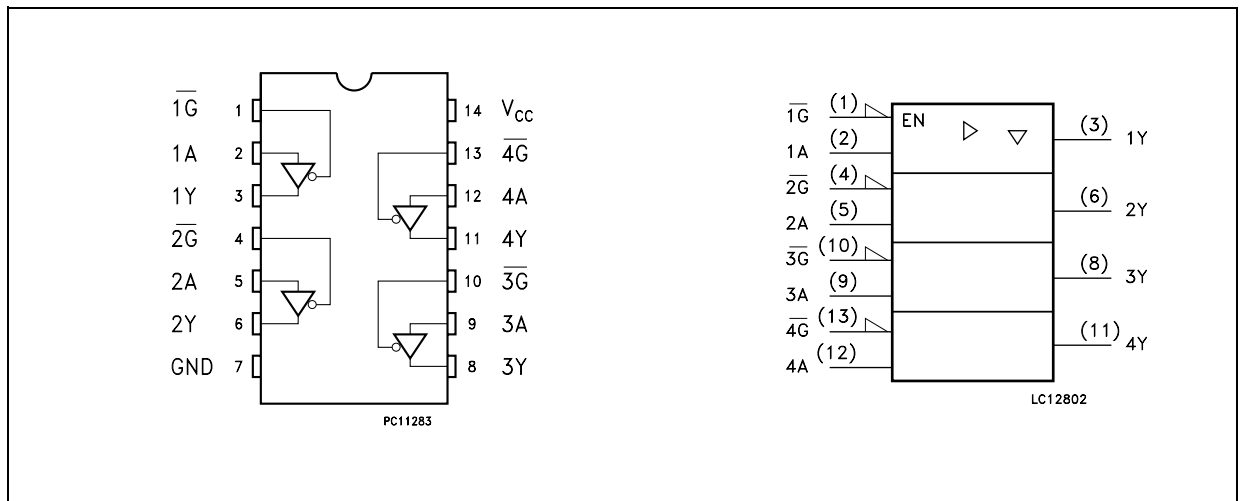 1G̅ 1 14 VCC
1A 2 13 4G̅
1Y 3 12 4A
2G̅ 4 11 4Y
2A 5 10 3G̅
2Y 6 9 3A
GND 7 8 3Y
PC11283
1G̅ (1) EN (3) 1Y
1A (2)
2G̅ (4) (6) 2Y
2A (5)
3G̅ (10) (8) 3Y
3A (9)
4G̅ (13) (11) 4Y
4A (12)
LC12802